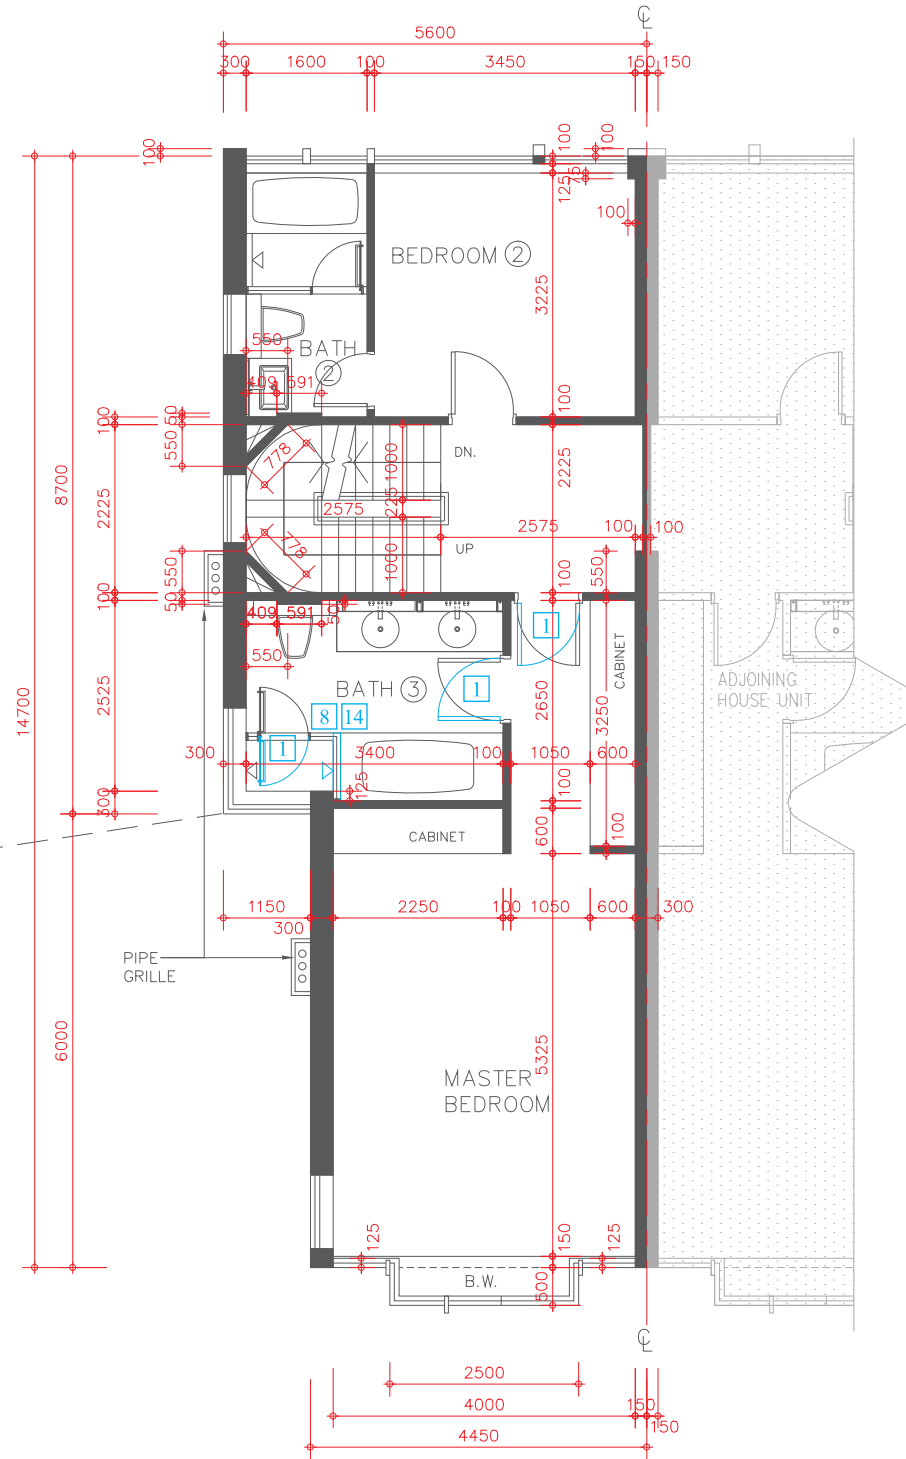 5600
300 1600 100 3450 150 150
100 100 100
125 75
100
BEDROOM 2
3225
550
BATH
2
409 591
100
50
100
550
778
1000
DN.
2225
8700
2225
225
2575
2575
100 100
778
1000
UP
550
100
550
100
50
409 591
50
1
550
CABINET
BATH 3
1
2650
ADJOINING
HOUSE UNIT
14700
2525
8 14
3250
1
300 3400 100 1050 600
125
100
300
CABINET
600
100
1150 2250 100 1050 600 300
300
PIPE
GRILLE
6000
5325
MASTER
BEDROOM
125 150 125
B.W.
500
2500
4000 150
150
4450